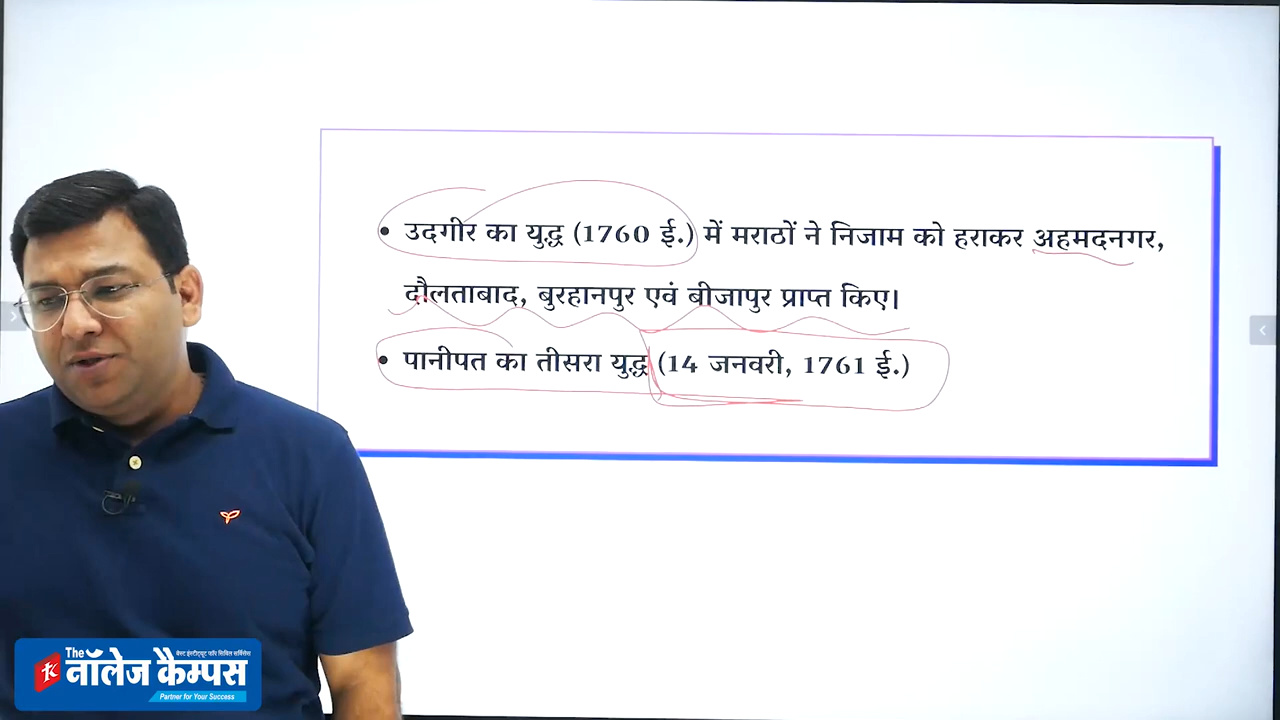 • उदगीर का युद्ध (1760 ई.) में मराठों ने निजाम को हराकर अहमदनगर,
दौलताबाद, बुरहानपुर एवं बीजापुर प्राप्त किए।
• पानीपत का तीसरा युद्ध (14 जनवरी, 1761 ई.)
The बेस्ट इंस्टीट्यूट फॉर सिविल सर्विसेस
नॉलेज कैम्पस
Partner for Your Success